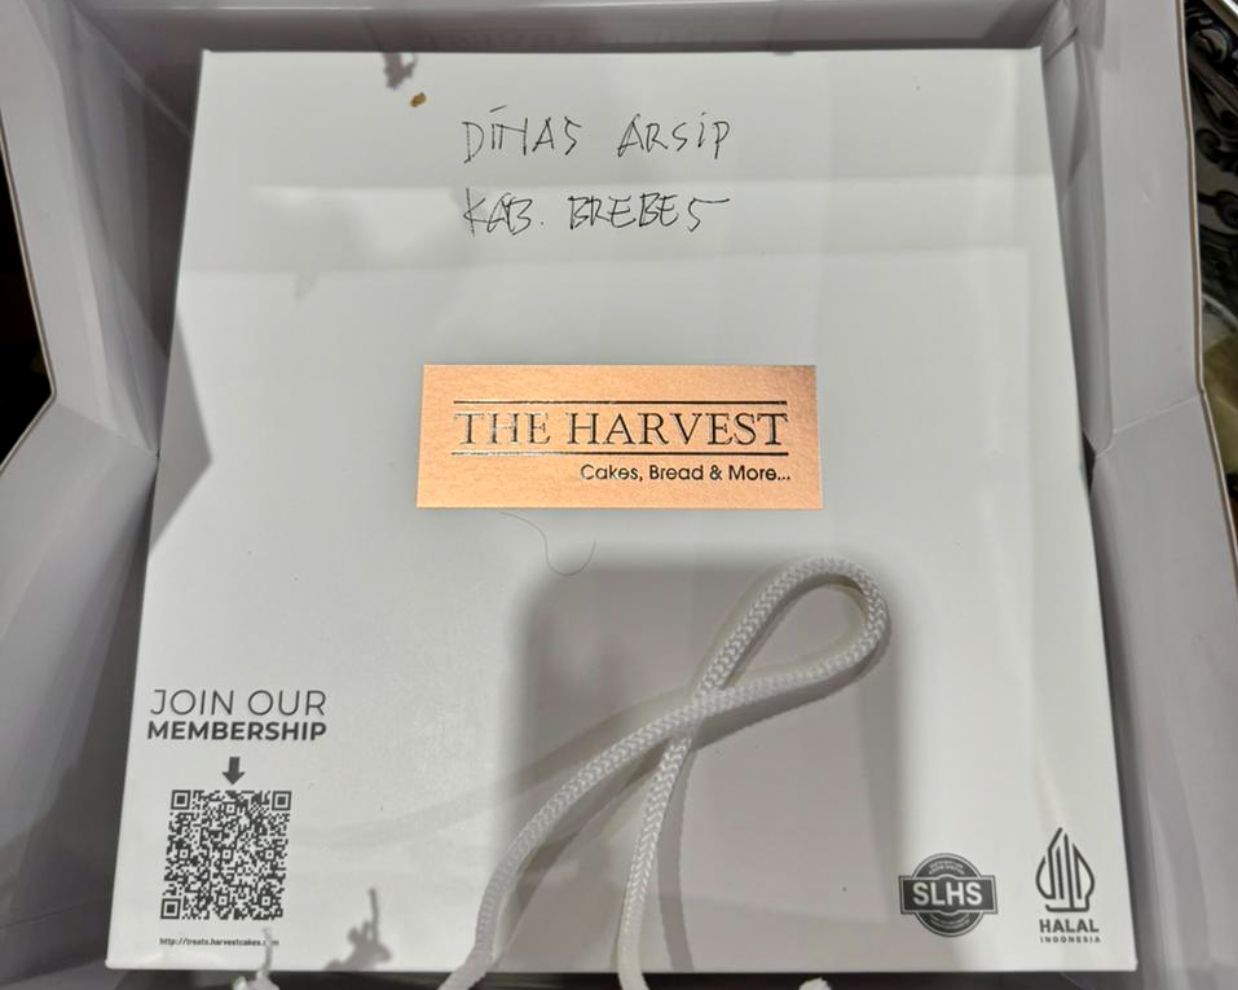 DINAS ARSIP
KAB. BREBES
THE HARVEST
Cakes, Bread & More...
JOIN OUR
MEMBERSHIP
SLHS
HALAL
INDONESIA